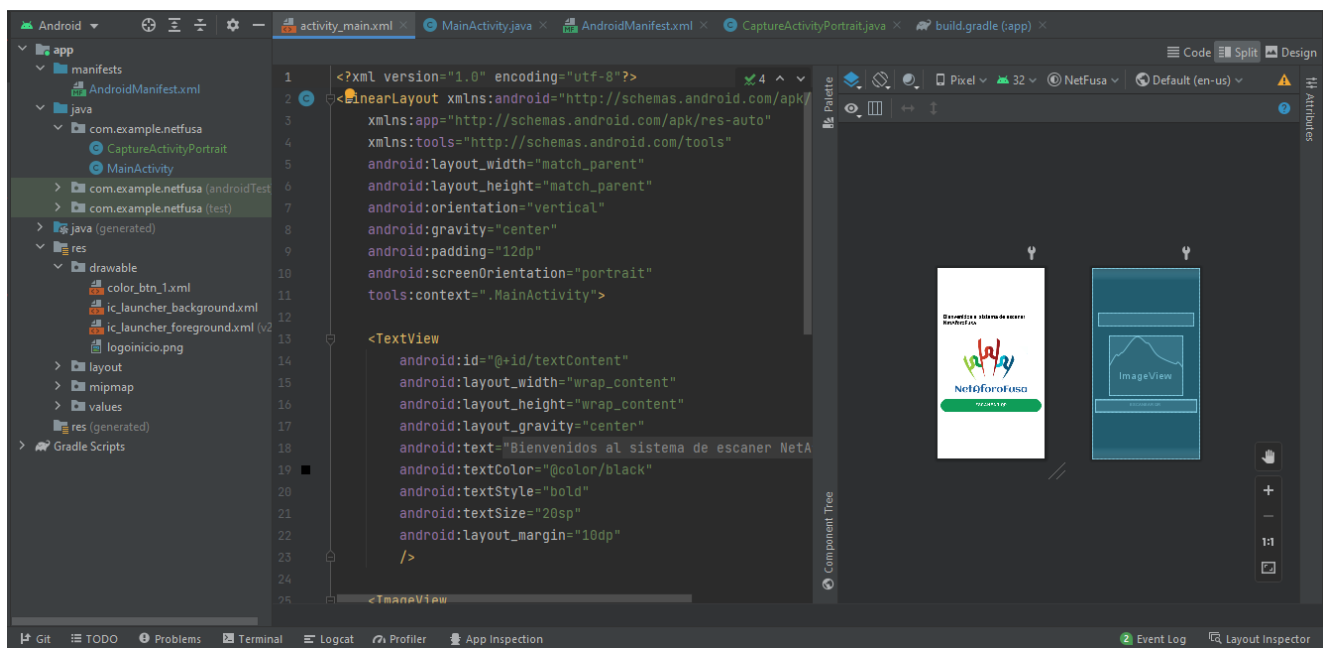 Android
activity_main.xml
MainActivity.java
AndroidManifest.xml
CaptureActivityPortrait.java
build.gradle (:app)
app
manifests
AndroidManifest.xml
java
com.example.netfusa
CaptureActivityPortrait
MainActivity
com.example.netfusa (androidTest
com.example.netfusa (test)
java (generated)
res
drawable
color_btn_1.xml
ic_launcher_background.xml
ic_launcher_foreground.xml (v2
logoinicio.png
layout
mipmap
values
res (generated)
Gradle Scripts
Code Split Design
1 <?xml version="1.0" encoding="utf-8"?>
4
2 <LinearLayout xmlns:android="http://schemas.android.com/apk/
3 xmlns:app="http://schemas.android.com/apk/res-auto"
4 xmlns:tools="http://schemas.android.com/tools"
5 android:layout_width="match_parent"
6 android:layout_height="match_parent"
7 android:orientation="vertical"
8 android:gravity="center"
9 android:padding="12dp"
10 android:screenOrientation="portrait"
11 tools:context=".MainActivity">
12
13 <TextView
14 android:id="@+id/textContent"
15 android:layout_width="wrap_content"
16 android:layout_height="wrap_content"
17 android:layout_gravity="center"
18 android:text="Bienvenidos al sistema de escaner NetA
19 android:textColor="@color/black"
20 android:textStyle="bold"
21 android:textSize="20sp"
22 android:layout_margin="10dp"
23 />
24
25 <ImageView
Palette
Component Tree
Pixel 32 NetFusa Default (en-us)
Attributes
NetAforoFusa
ImageView
1:1
Git TODO Problems Terminal Logcat Profiler App Inspection
2 Event Log Layout Inspector